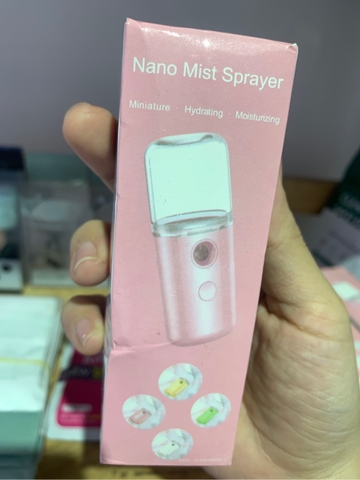 Nano Mist Sprayer
Miniature · Hydrating · Moisturizing